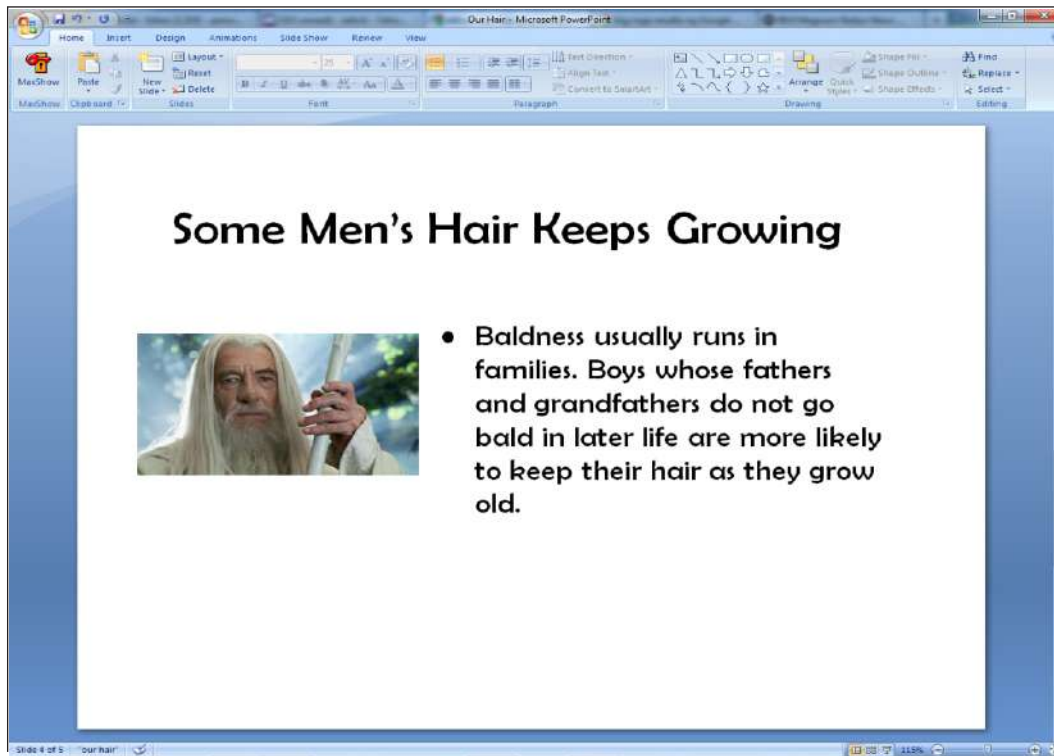 Our Hair - Microsoft PowerPoint
Home Insert Design Animations Slide Show Review View
Layout
Text Direction
Shape Fill
Find
Reset
Align Text
Shape Outline
Replace
MaxShow Paste New Slide Delete
Convert to SmartArt
Arrange Quick Styles Shape Effects
Select
MaxShow Clipboard Slides Font Paragraph Drawing Editing
Some Men's Hair Keeps Growing
• Baldness usually runs in
families. Boys whose fathers
and grandfathers do not go
bald in later life are more likely
to keep their hair as they grow
old.
Slide 4 of 5 "our hair" 115%